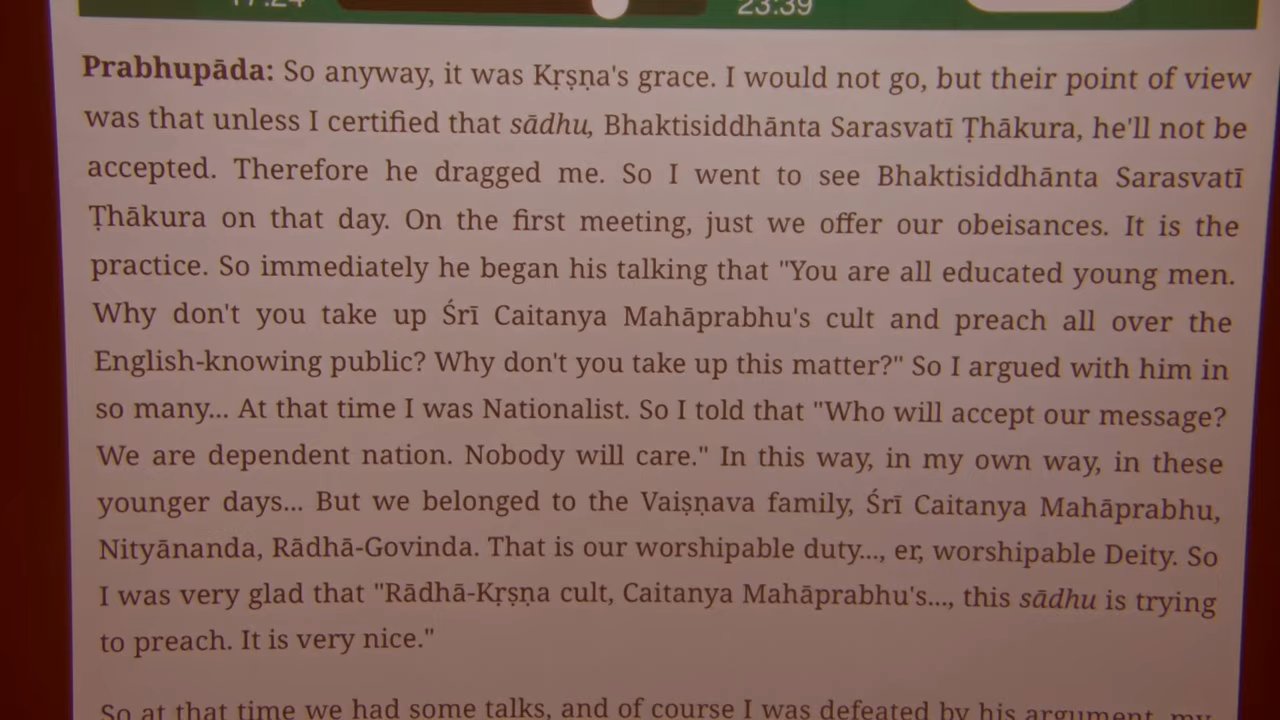 17:24 23:39
Prabhupāda: So anyway, it was Kṛṣṇa's grace. I would not go, but their point of view
was that unless I certified that sādhu, Bhaktisiddhānta Sarasvatī Ṭhākura, he'll not be
accepted. Therefore he dragged me. So I went to see Bhaktisiddhānta Sarasvatī
Ṭhākura on that day. On the first meeting, just we offer our obeisances. It is the
practice. So immediately he began his talking that "You are all educated young men.
Why don't you take up Śrī Caitanya Mahāprabhu's cult and preach all over the
English-knowing public? Why don't you take up this matter?" So I argued with him in
so many... At that time I was Nationalist. So I told that "Who will accept our message?
We are dependent nation. Nobody will care." In this way, in my own way, in these
younger days... But we belonged to the Vaiṣṇava family, Śrī Caitanya Mahāprabhu,
Nityānanda, Rādhā-Govinda. That is our worshipable duty..., er, worshipable Deity. So
I was very glad that "Rādhā-Kṛṣṇa cult, Caitanya Mahāprabhu's..., this sādhu is trying
to preach. It is very nice."
So at that time we had some talks, and of course I was defeated by his argument, my